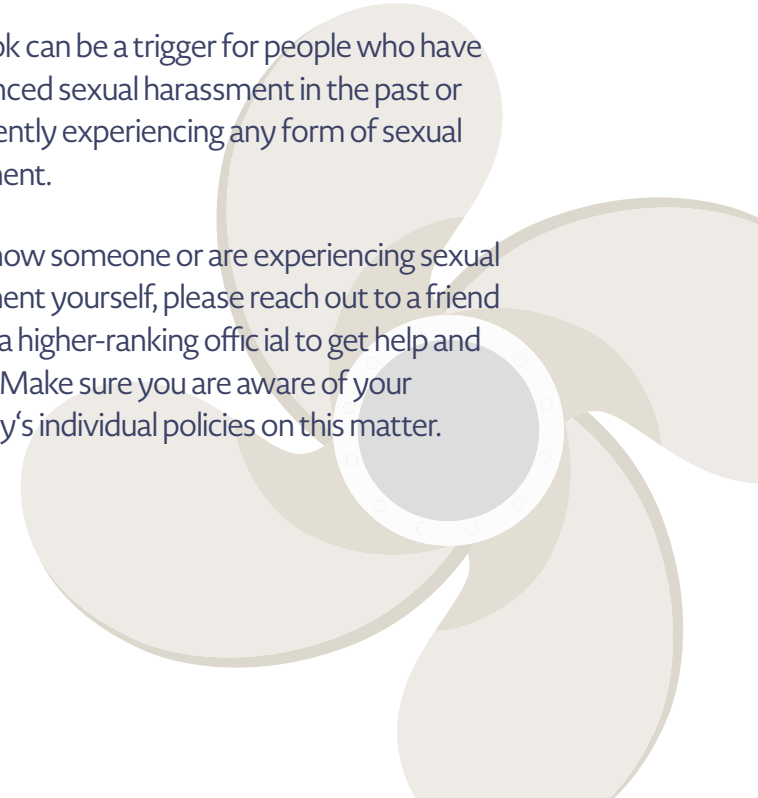 ok can be a trigger for people who have
nced sexual harassment in the past or
ently experiencing any form of sexual
ment.
now someone or are experiencing sexual
ment yourself, please reach out to a friend
a higher-ranking offic ial to get help and
Make sure you are aware of your
y‘s individual policies on this matter.